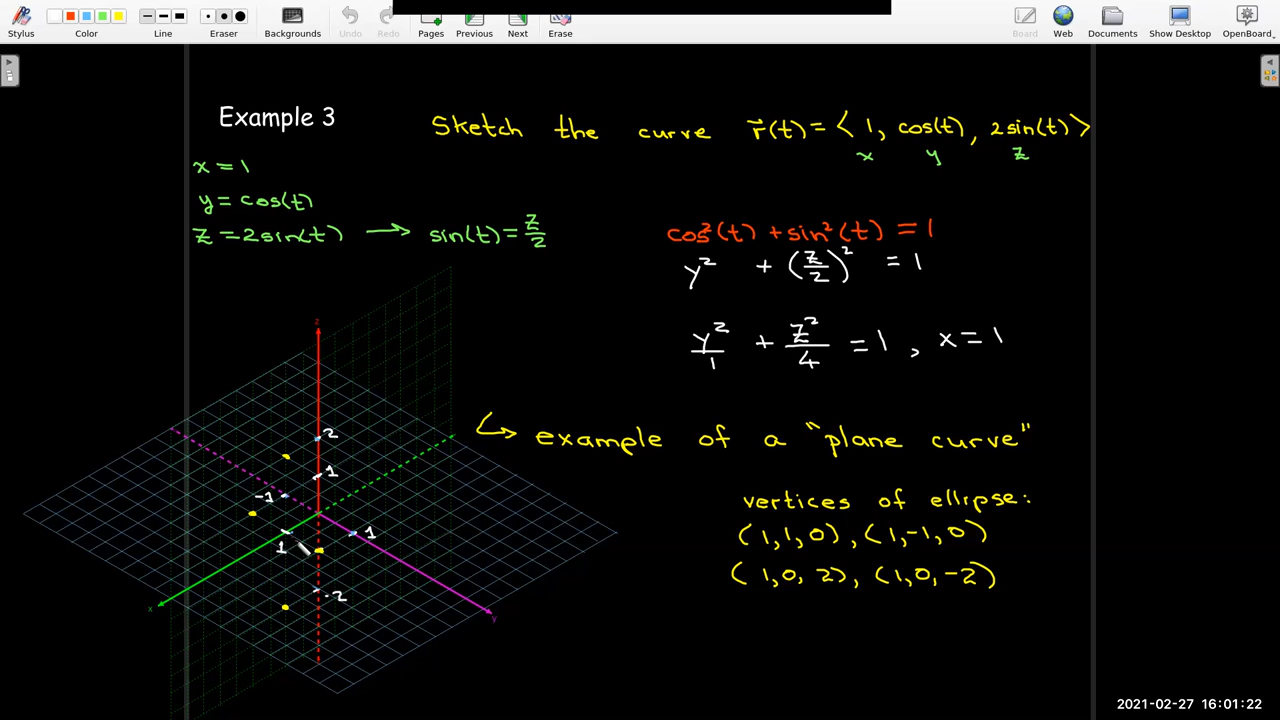 Stylus Color Line Eraser Backgrounds Undo Redo Pages Previous Next Erase Board Web Documents Show Desktop OpenBoard
Example 3
Sketch the curve r⃗(t)=⟨1, cos(t), 2sin(t)⟩
x y z
x = 1
y = cos(t)
z = 2sin(t) → sin(t) = z/2
cos²(t) + sin²(t) = 1
y² + (z/2)² = 1
y²/1 + z²/4 = 1, x = 1
↳ example of a "plane curve"
vertices of ellipse:
(1,1,0), (1,-1,0)
(1,0,2), (1,0,-2)
z
2
1
-1
1
1
-2
x
y
2021-02-27 16:01:22